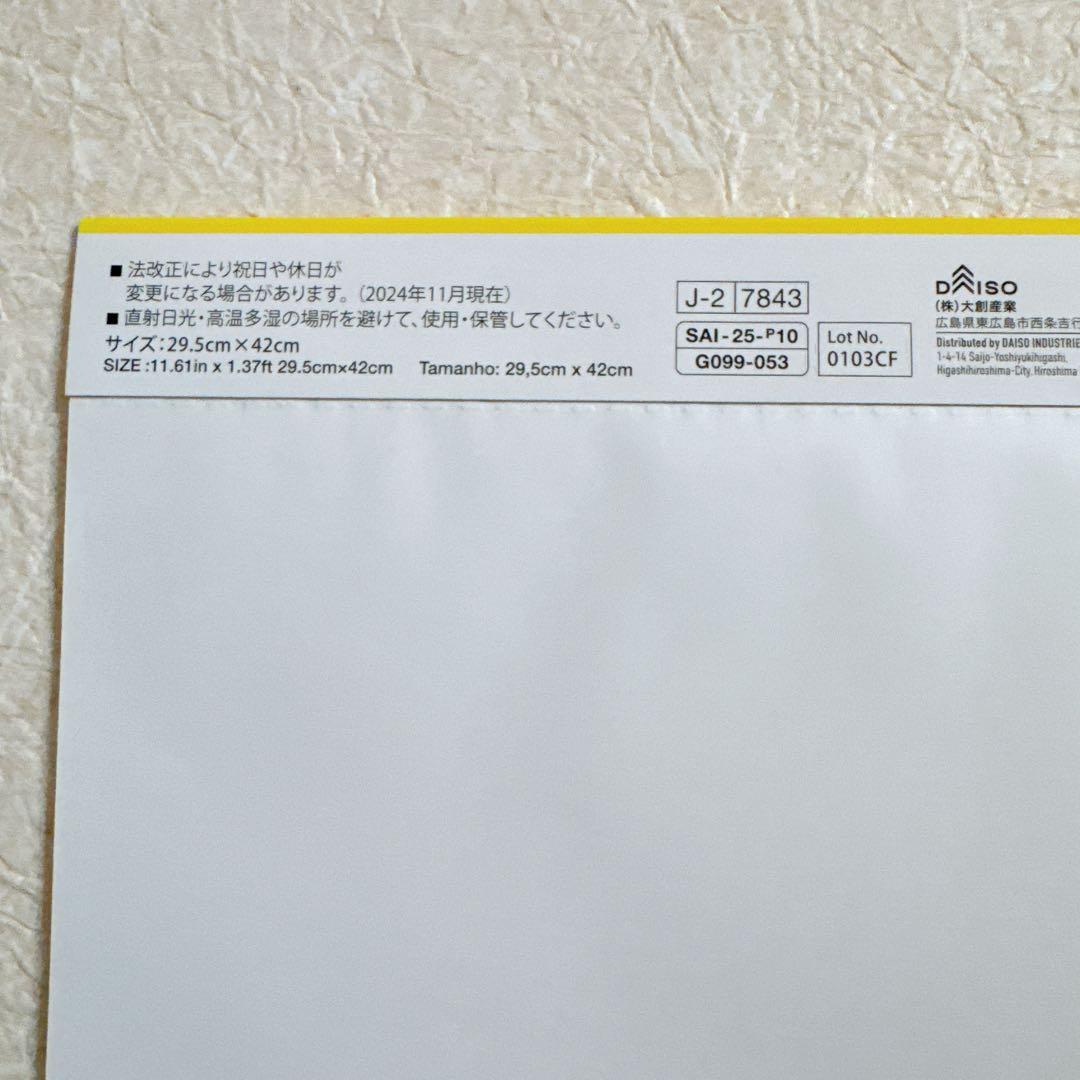 ■ 法改正により祝日や休日が
変更になる場合があります。（2024年11月現在）
■ 直射日光・高温多湿の場所を避けて、使用・保管してください。
サイズ：29.5cm×42cm
SIZE :11.61in x 1.37ft 29.5cm×42cm Tamanho: 29,5cm x 42cm
J-2 7843
SAI-25-P10
G099-053
Lot No.
0103CF
DAISO
(株)大創産業
広島県東広島市西条吉行
Distributed by DAISO INDUSTRIE
1-4-14 Saijo-Yoshiyukihigashi,
Higashihiroshima-City, Hiroshima